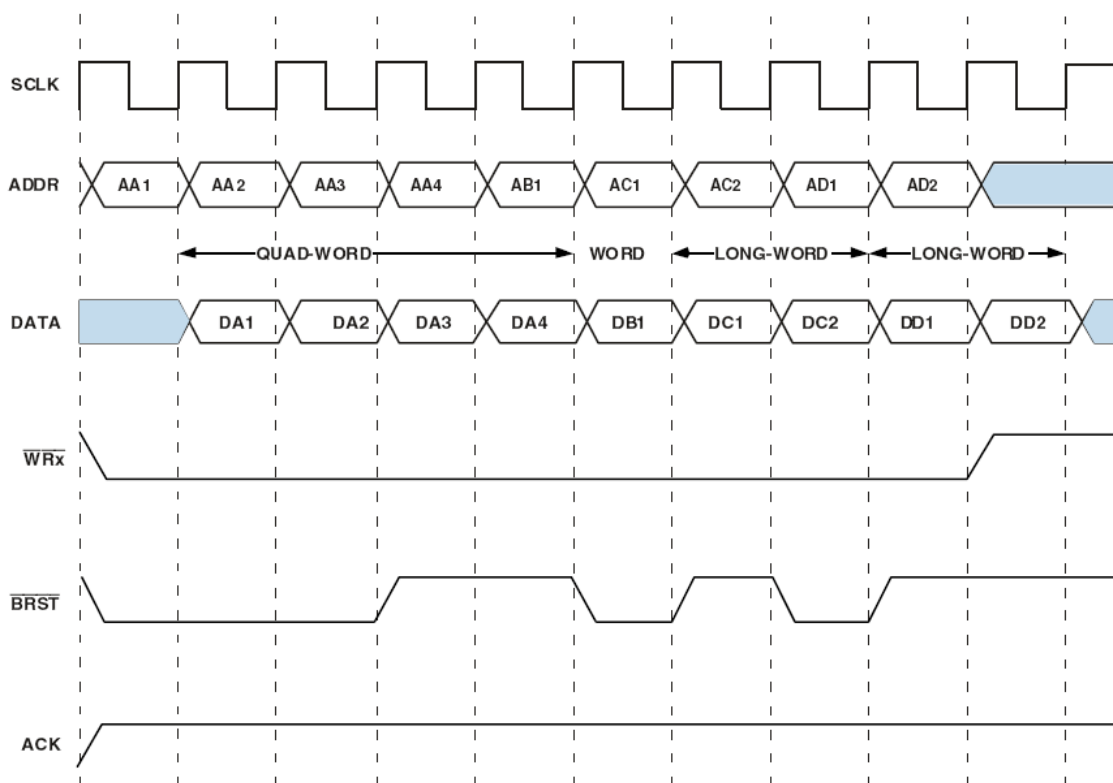 SCLK
ADDR AA1 AA2 AA3 AA4 AB1 AC1 AC2 AD1 AD2
QUAD-WORD WORD LONG-WORD LONG-WORD
DATA DA1 DA2 DA3 DA4 DB1 DC1 DC2 DD1 DD2
WRx
BRST
ACK